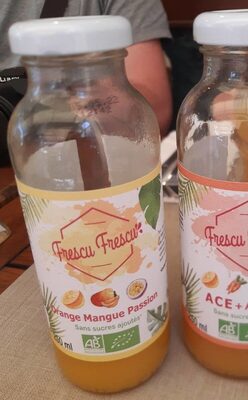 Frescu Frescu
Orange Mangue Passion
Sans sucres ajoutés
AB
Frescu
ACE+
Sans sucres
AB